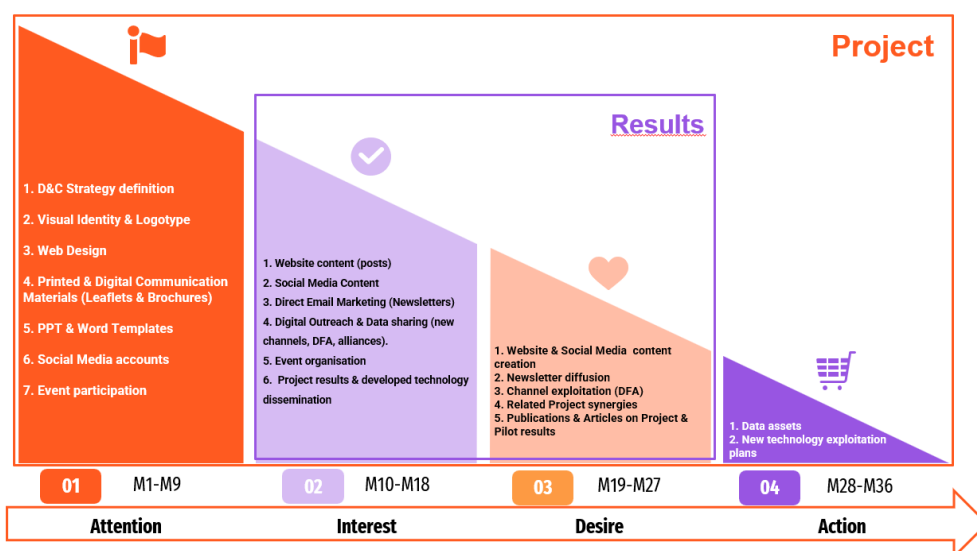 Project
Results
1. D&C Strategy definition
2. Visual Identity & Logotype
3. Web Design
4. Printed & Digital Communication
Materials (Leaflets & Brochures)
5. PPT & Word Templates
6. Social Media accounts
7. Event participation
1. Website content (posts)
2. Social Media Content
3. Direct Email Marketing (Newsletters)
4. Digital Outreach & Data sharing (new
channels, DFA, alliances).
5. Event organisation
6. Project results & developed technology
dissemination
1. Website & Social Media content
creation
2. Newsletter diffusion
3. Channel exploitation (DFA)
4. Related Project synergies
5. Publications & Articles on Project &
Pilot results
1. Data assets
2. New technology exploitation
plans
01 M1-M9
02 M10-M18
03 M19-M27
04 M28-M36
Attention
Interest
Desire
Action